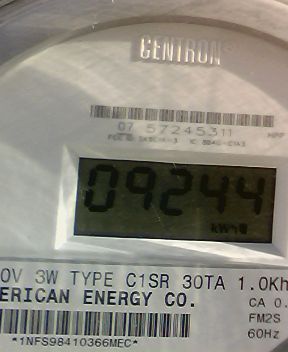 CENTRON®
07 57245311
09244
kWh
0V 3W TYPE C1SR 30TA 1.0Kh
ERICAN ENERGY CO.
CA 0.
FM2S
60Hz
*1NFS98410366MEC*